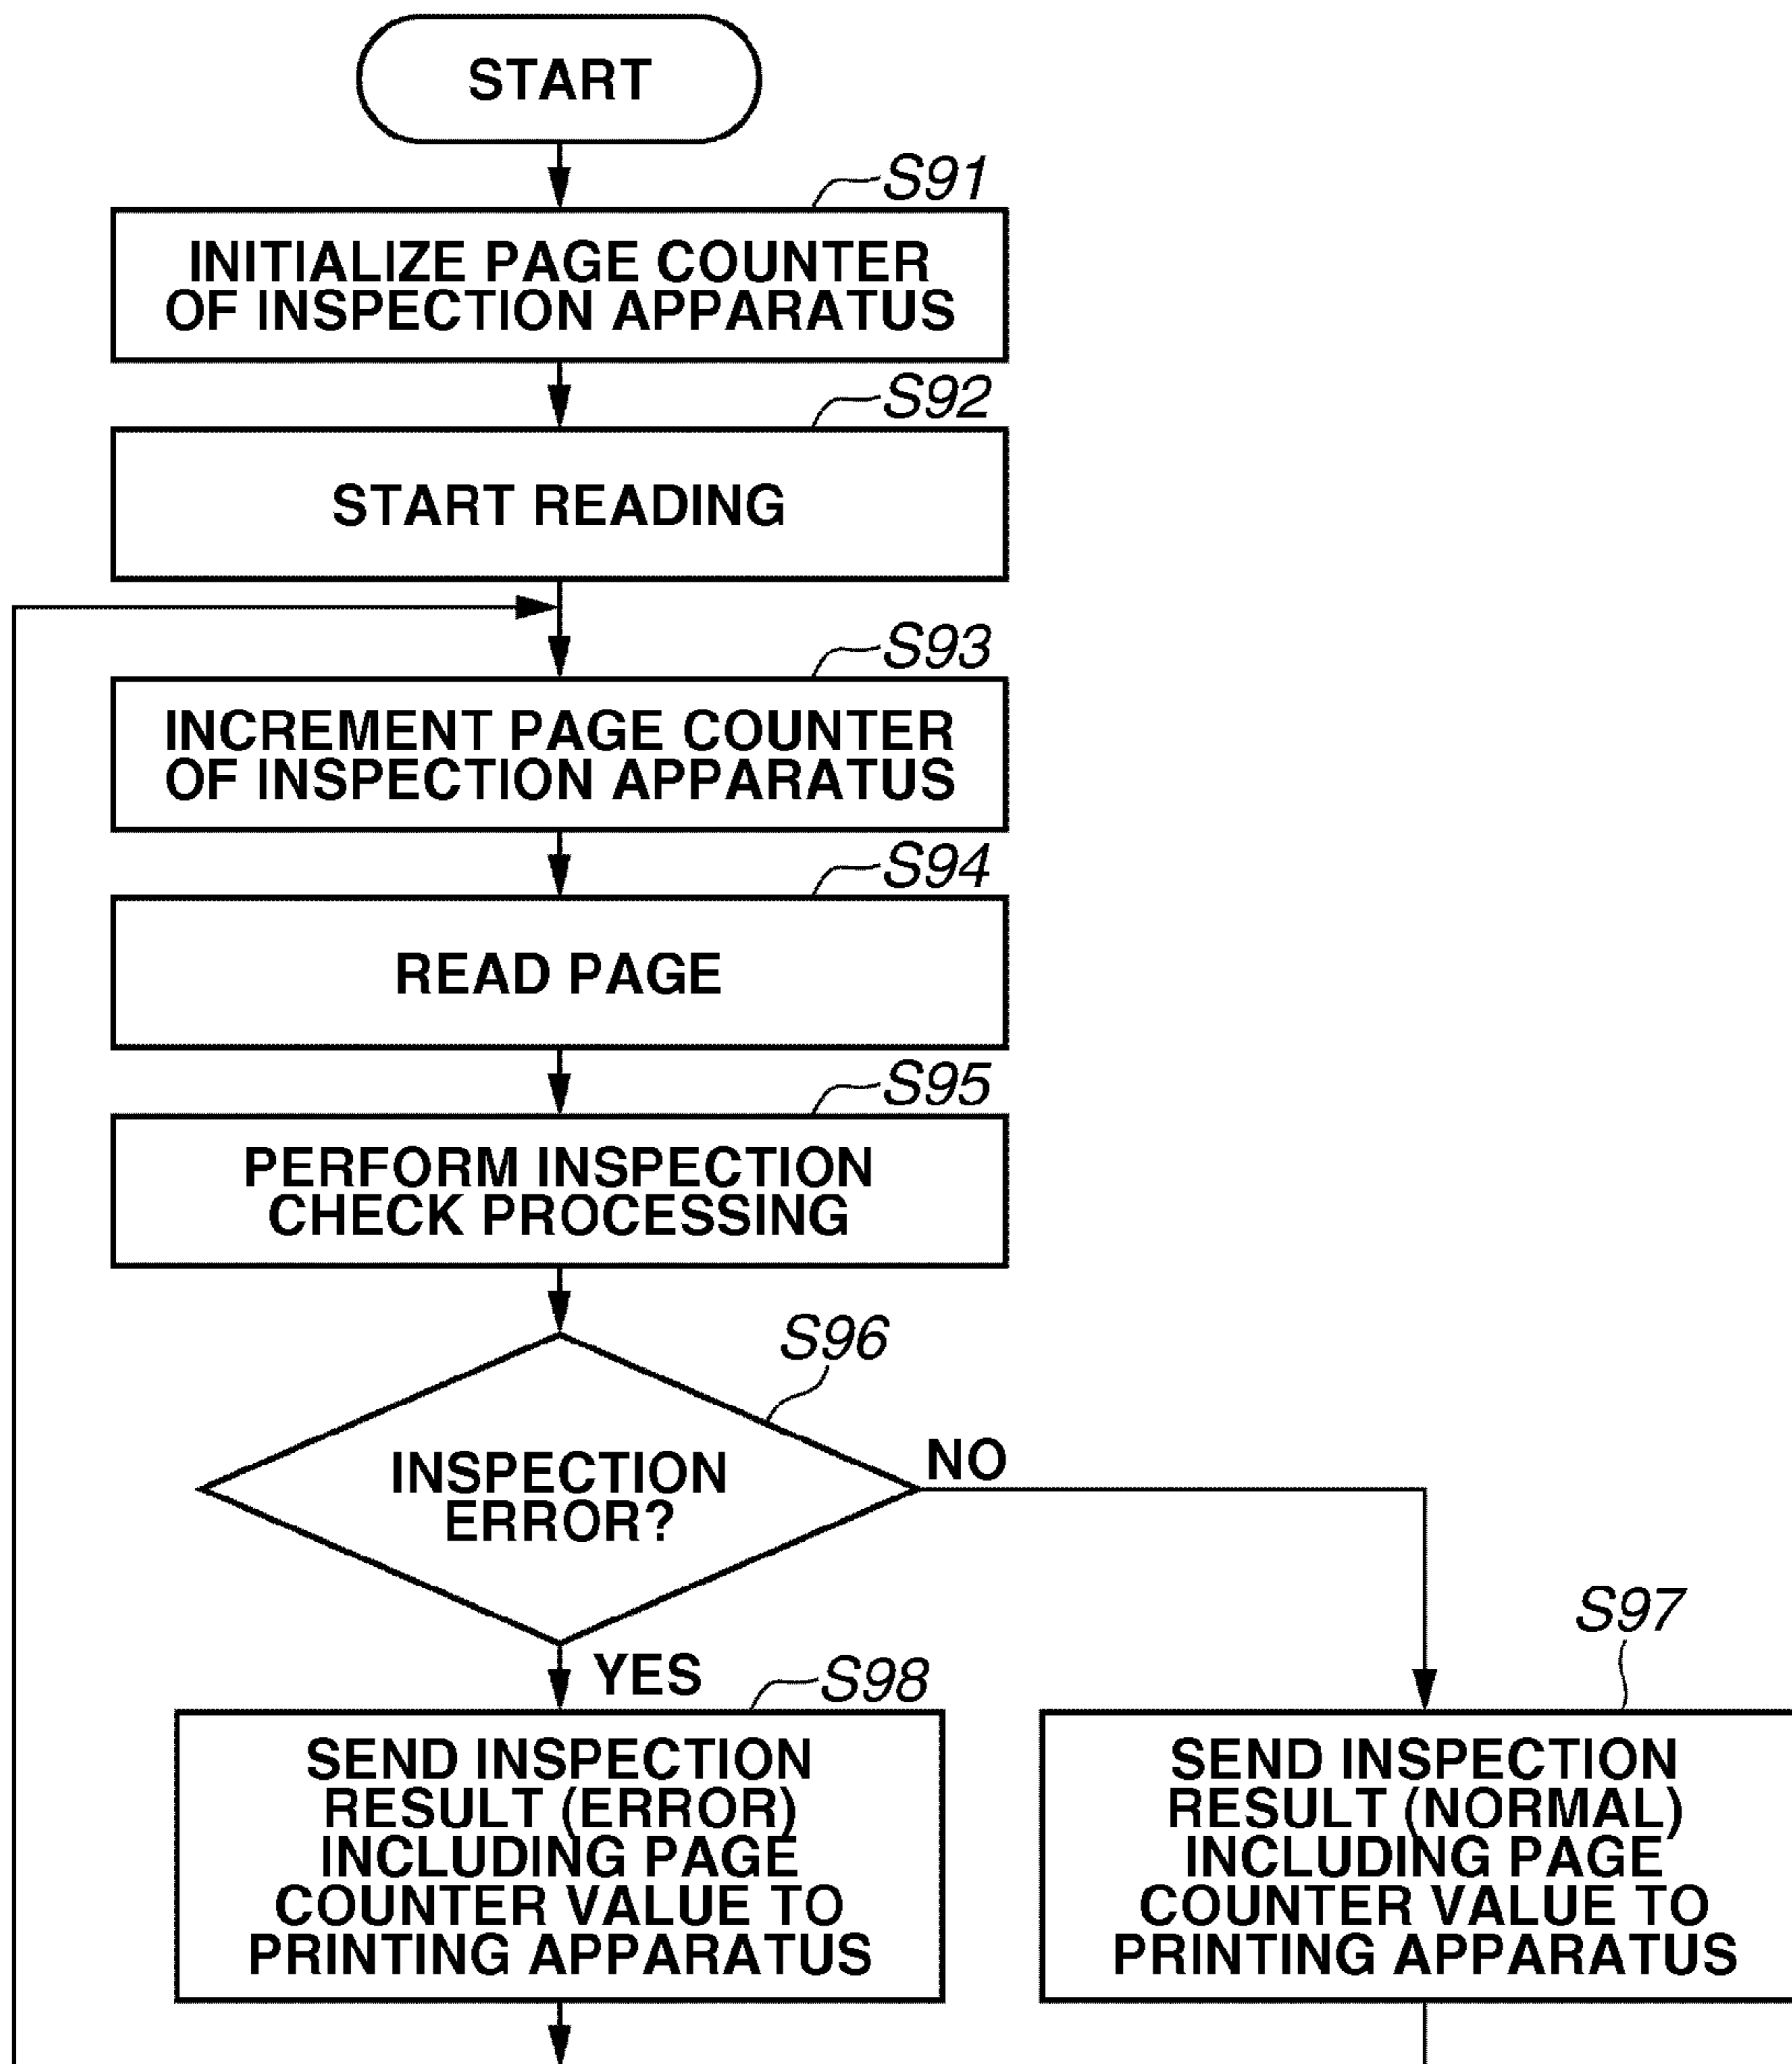 START
S91
INITIALIZE PAGE COUNTER
OF INSPECTION APPARATUS
S92
START READING
S93
INCREMENT PAGE COUNTER
OF INSPECTION APPARATUS
S94
READ PAGE
S95
PERFORM INSPECTION
CHECK PROCESSING
S96
INSPECTION
ERROR?
NO
YES
S98
SEND INSPECTION
RESULT (ERROR)
INCLUDING PAGE
COUNTER VALUE TO
PRINTING APPARATUS
S97
SEND INSPECTION
RESULT (NORMAL)
INCLUDING PAGE
COUNTER VALUE TO
PRINTING APPARATUS